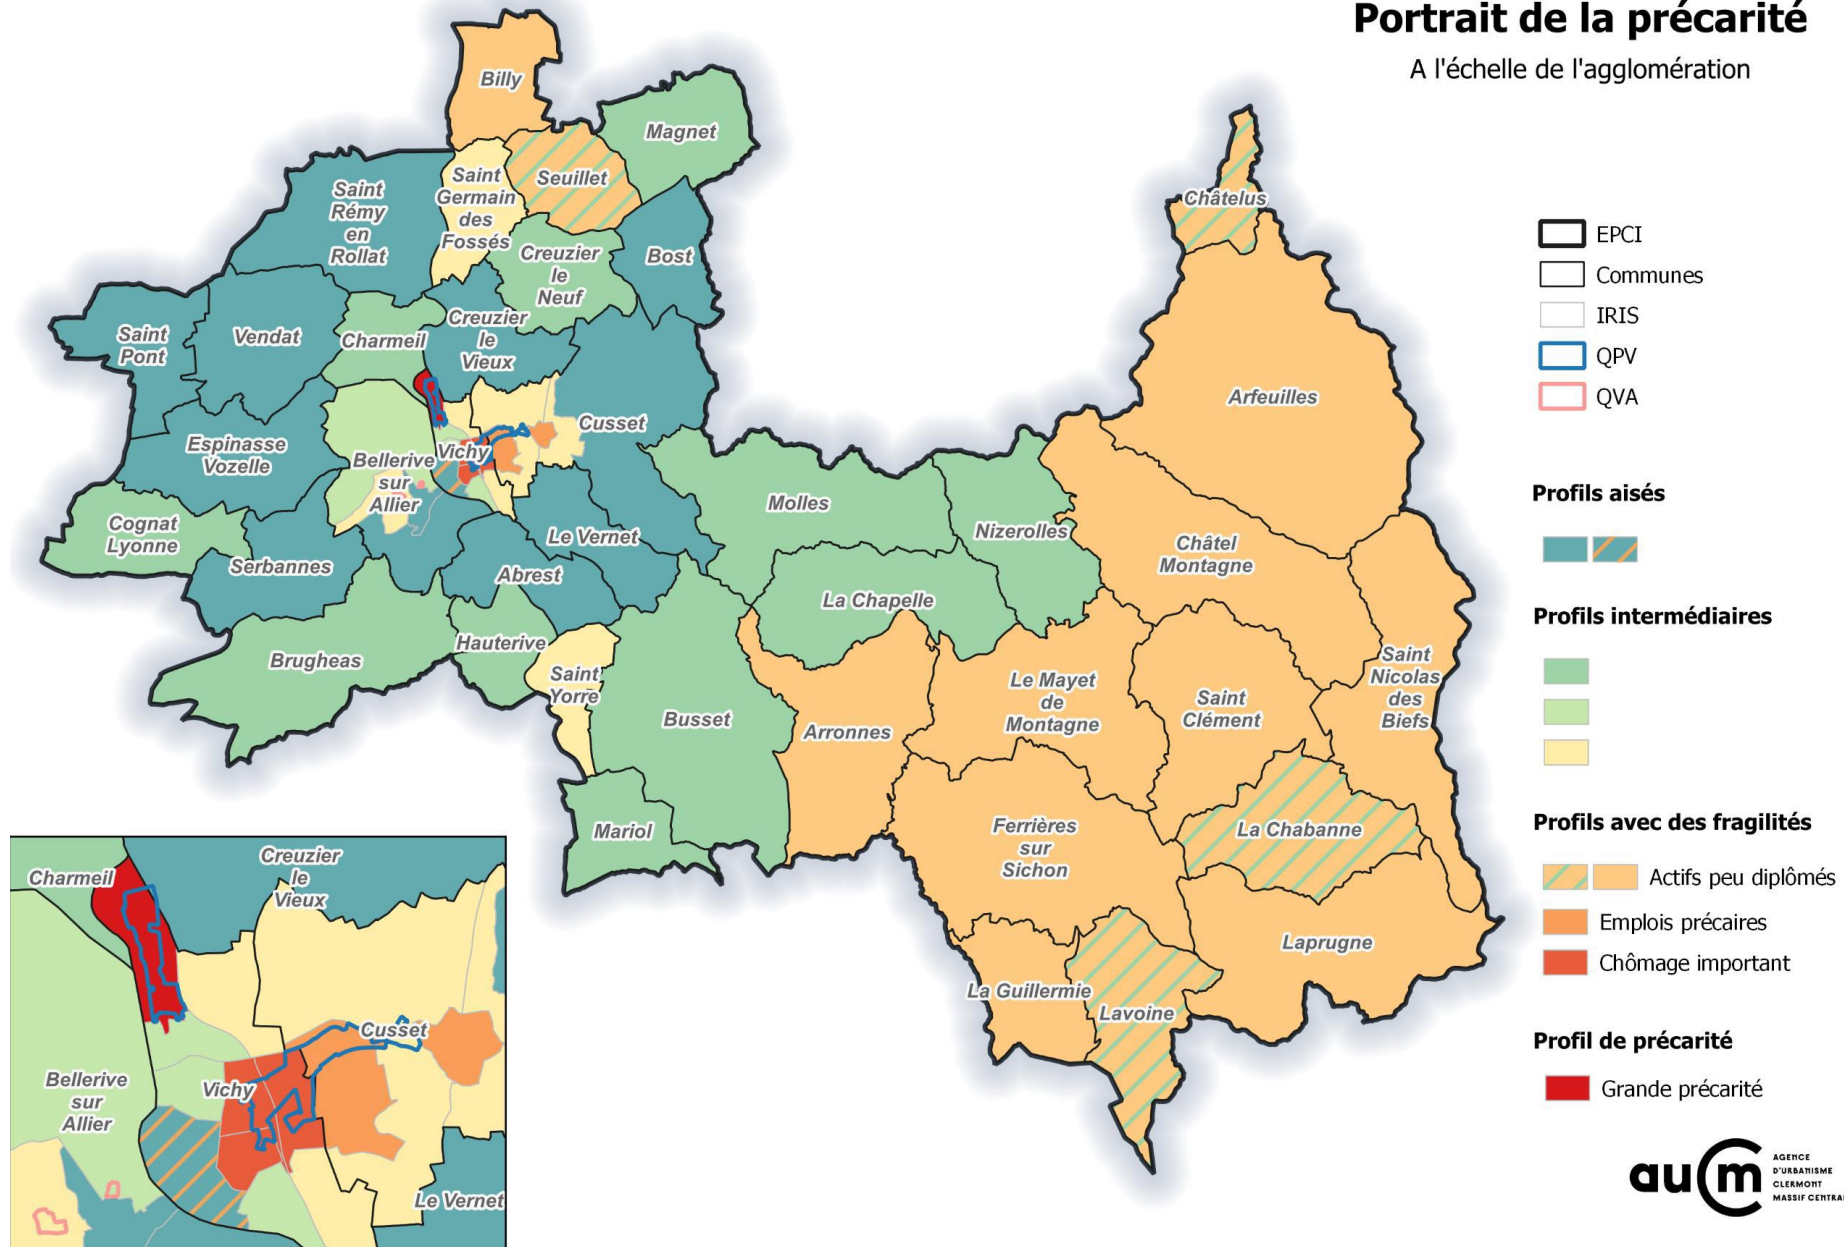 Portrait de la précarité
A l'échelle de l'agglomération
Billy
Magnet
Saint
Germain
des
Fossés
Seuillet
Saint
Rémy
en
Rollat
Châtelus
Creuzier
le
Neuf
Bost
Saint
Pont
Vendat
Charmeil
Creuzier
le
Vieux
Arfeuilles
Cusset
Espinasse
Vozelle
Bellerive
sur
Allier
Vichy
Cognat
Lyonne
Molles
Nizerolles
Le Vernet
Châtel
Montagne
Serbannes
Abrest
La Chapelle
Hauterive
Brugheas
Saint
Yorre
Busset
Arronnes
Le Mayet
de
Montagne
Saint
Clément
Saint
Nicolas
des
Biefs
Mariol
Ferrières
sur
Sichon
La Chabanne
Laprugne
La Guillermie
Lavoine
EPCI
Communes
IRIS
QPV
QVA
Profils aisés
Profils intermédiaires
Profils avec des fragilités
Actifs peu diplômés
Emplois précaires
Chômage important
Profil de précarité
Grande précarité
Charmeil
Creuzier
le
Vieux
Cusset
Bellerive
sur
Allier
Vichy
Le Vernet
aucm
AGENCE
D'URBANISME
CLERMONT
MASSIF CENTRA